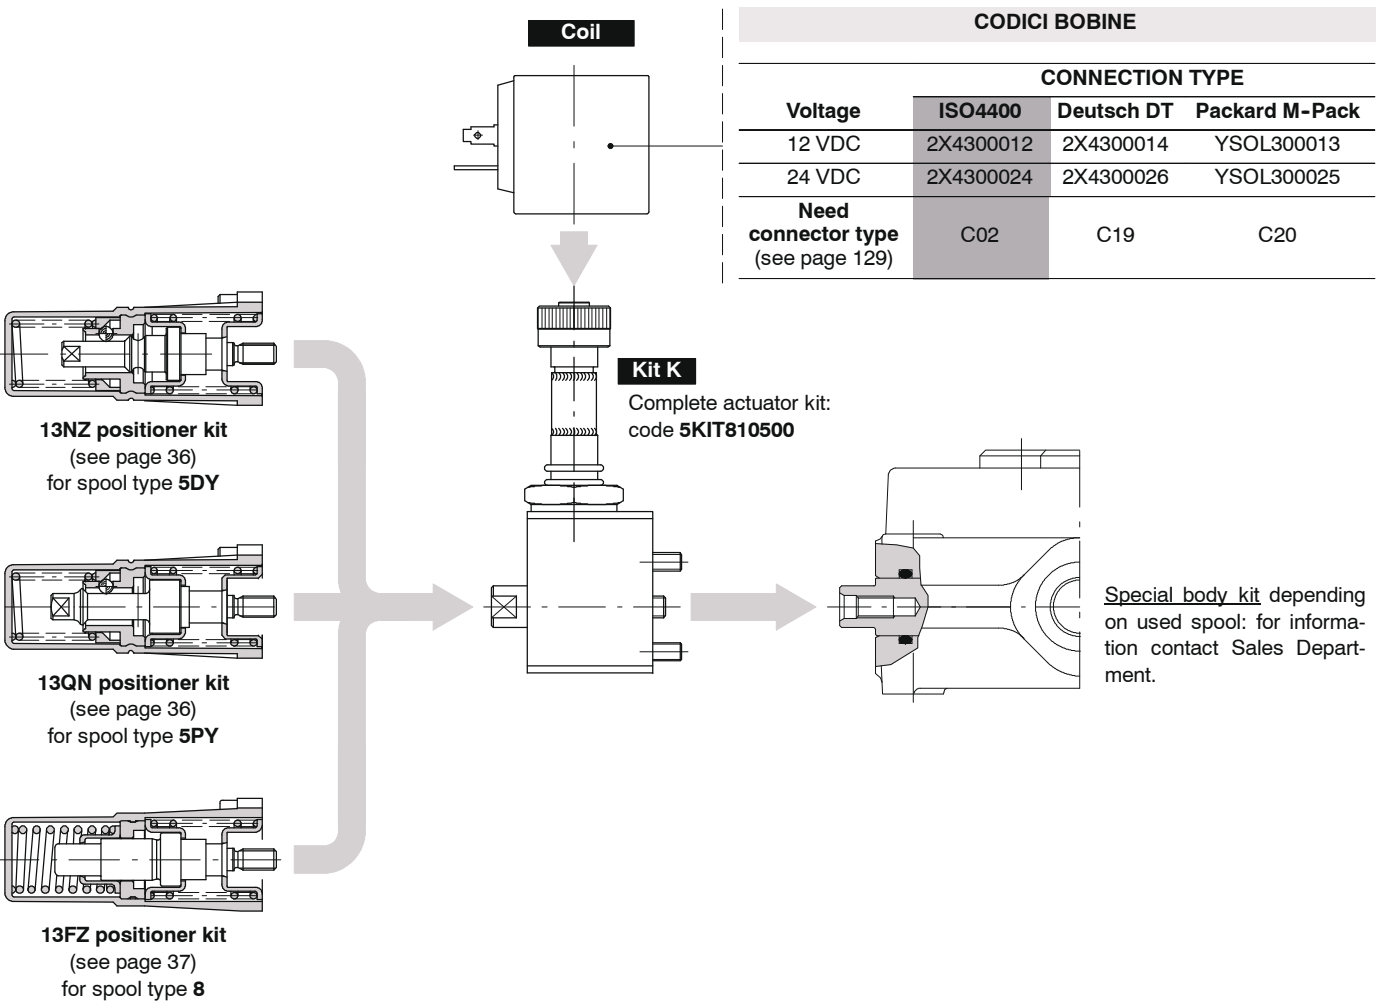 Coil
CODICI BOBINE
CONNECTION TYPE
Voltage ISO4400 Deutsch DT Packard M-Pack
12 VDC 2X4300012 2X4300014 YSOL300013
24 VDC 2X4300024 2X4300026 YSOL300025
Need
connector type C02 C19 C20
(see page 129)
Kit K
Complete actuator kit:
code 5KIT810500
13NZ positioner kit
(see page 36)
for spool type 5DY
13QN positioner kit
(see page 36)
for spool type 5PY
13FZ positioner kit
(see page 37)
for spool type 8
Special body kit depending
on used spool: for informa-
tion contact Sales Depart-
ment.